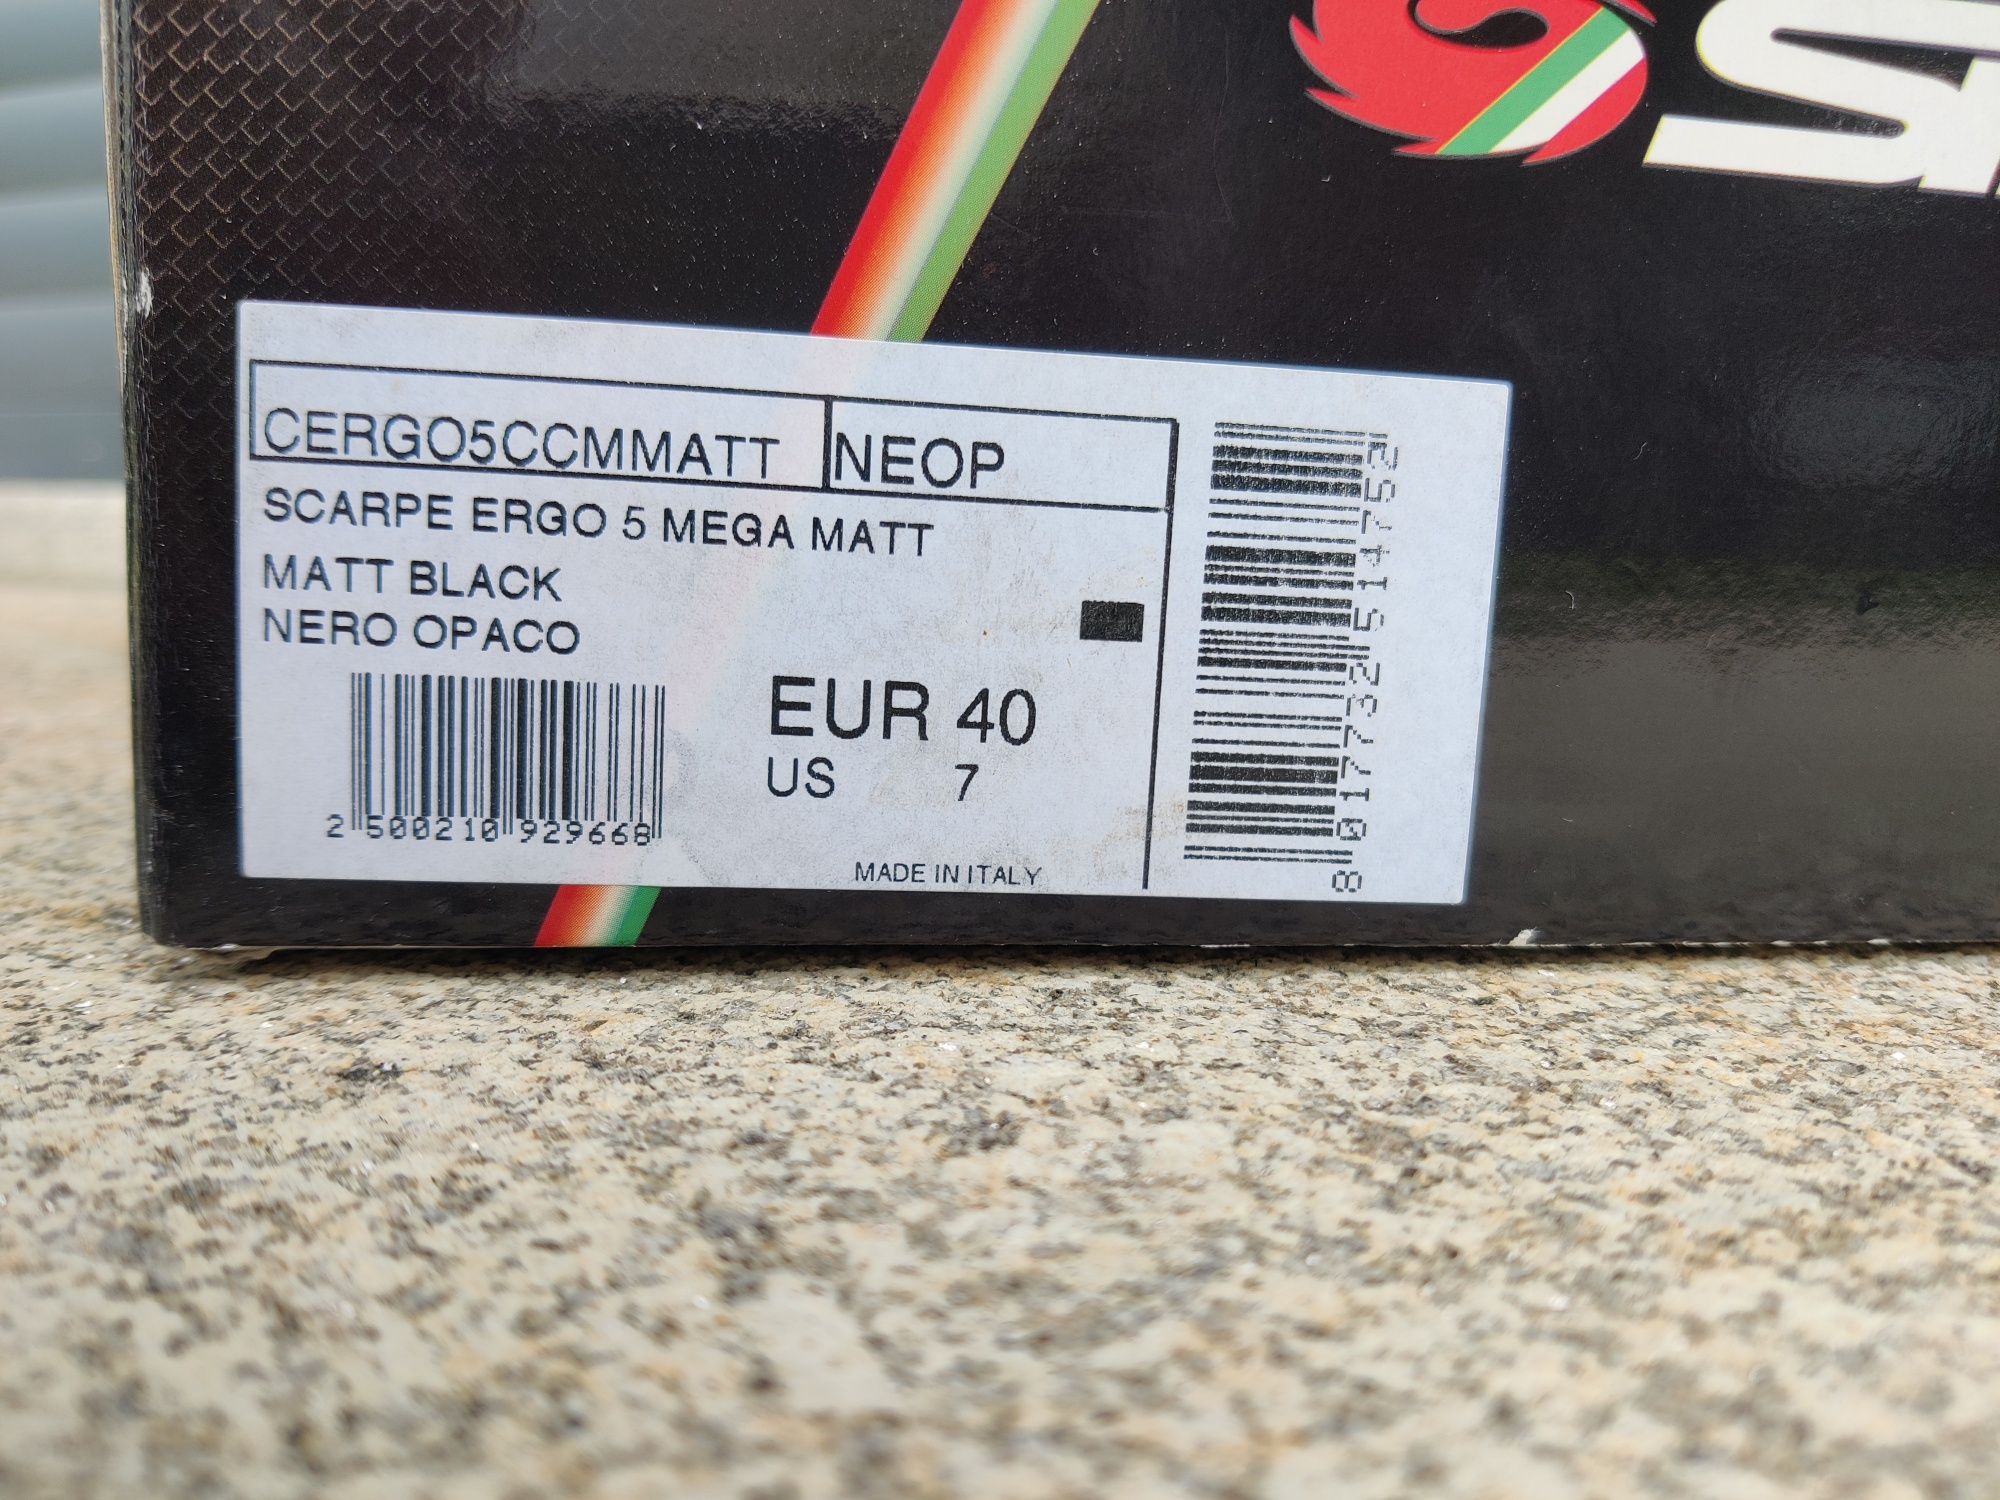 CERGO5CCMMATT NEOP
SCARPE ERGO 5 MEGA MATT
MATT BLACK
NERO OPACO
EUR 40
US 7
2 500210 929668
MADE IN ITALY
8 017732 514752